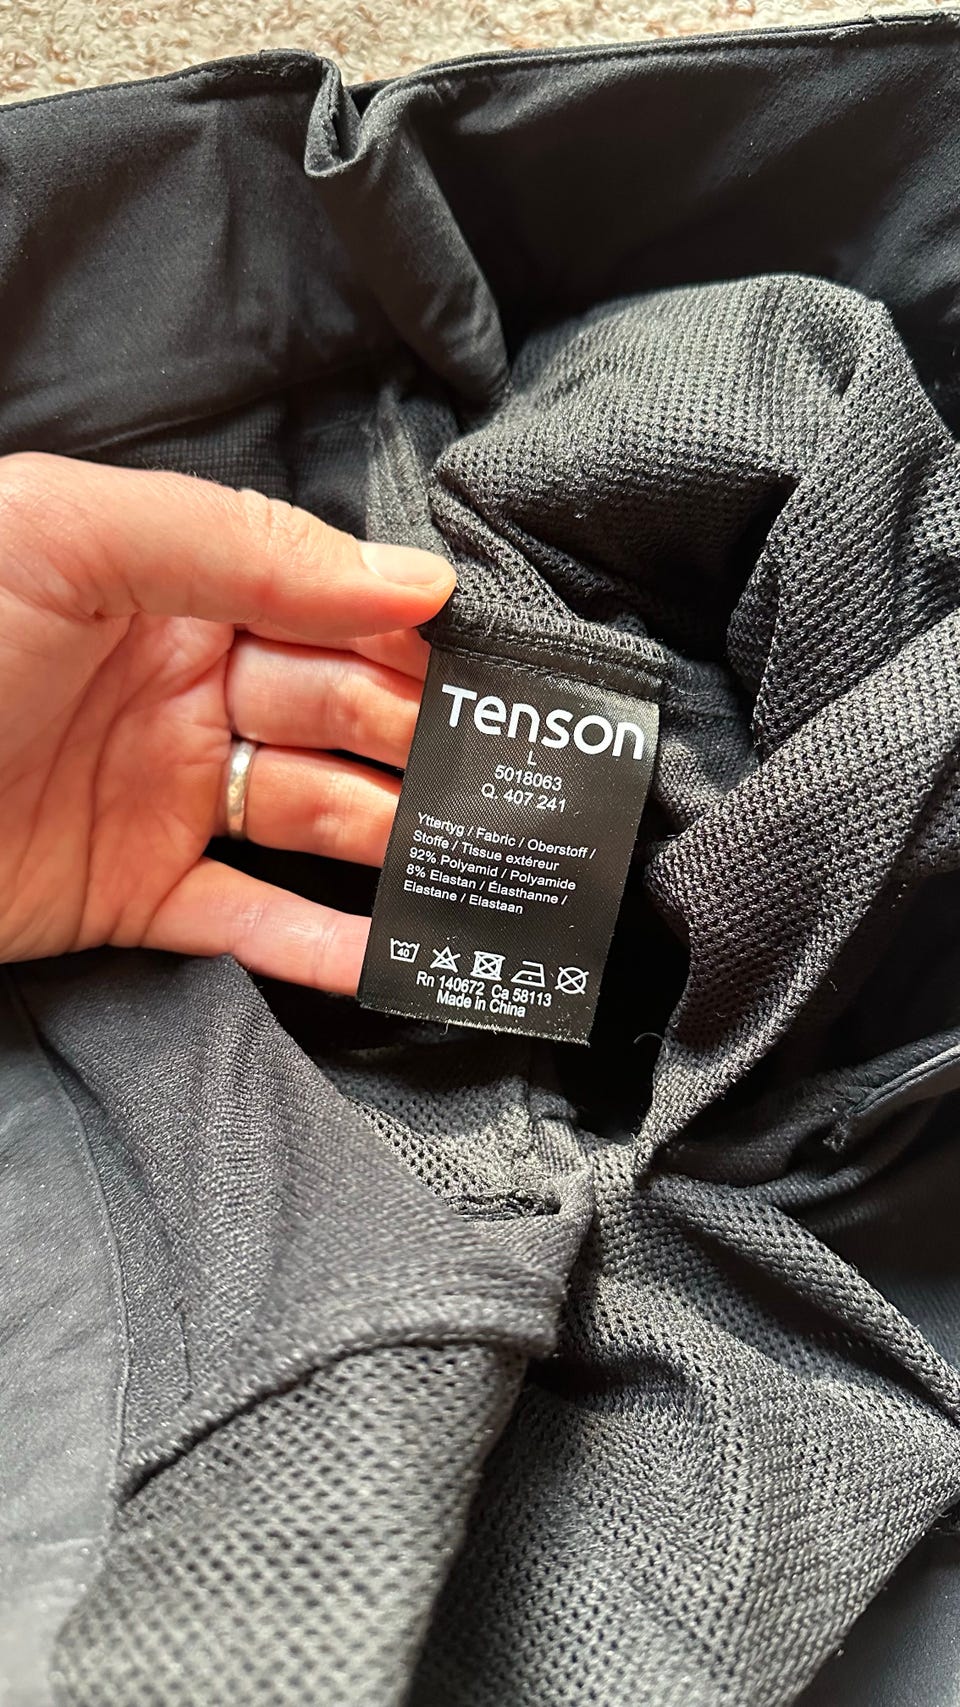 Tenson
L
5018063
Q. 407 241
Yttertyg / Fabric / Oberstoff /
Stoffe / Tissue extérieur
92% Polyamid / Polyamide
8% Elastan / Élasthanne /
Elastane / Elastaan
40
Rn 140672 Ca 58113
Made in China